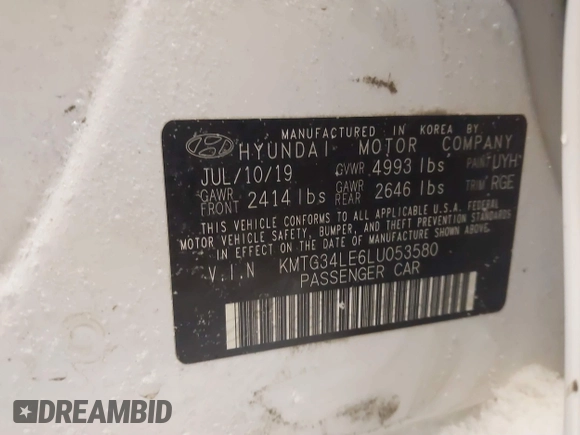 MANUFACTURED IN KOREA BY
HYUNDAI MOTOR COMPANY
JUL/10/19 GVWR 4993 lbs PAINT UYH
GAWR FRONT 2414 lbs GAWR REAR 2646 lbs TRIM RGE
THIS VEHICLE CONFORMS TO ALL APPLICABLE U.S.A. FEDERAL
MOTOR VEHICLE SAFETY, BUMPER, AND THEFT PREVENTION STANDARDS
IN EFFECT ON THE DATE OF MANUFACTURE SHOWN ABOVE.
V.I.N KMTG34LE6LU053580
PASSENGER CAR
DREAMBID